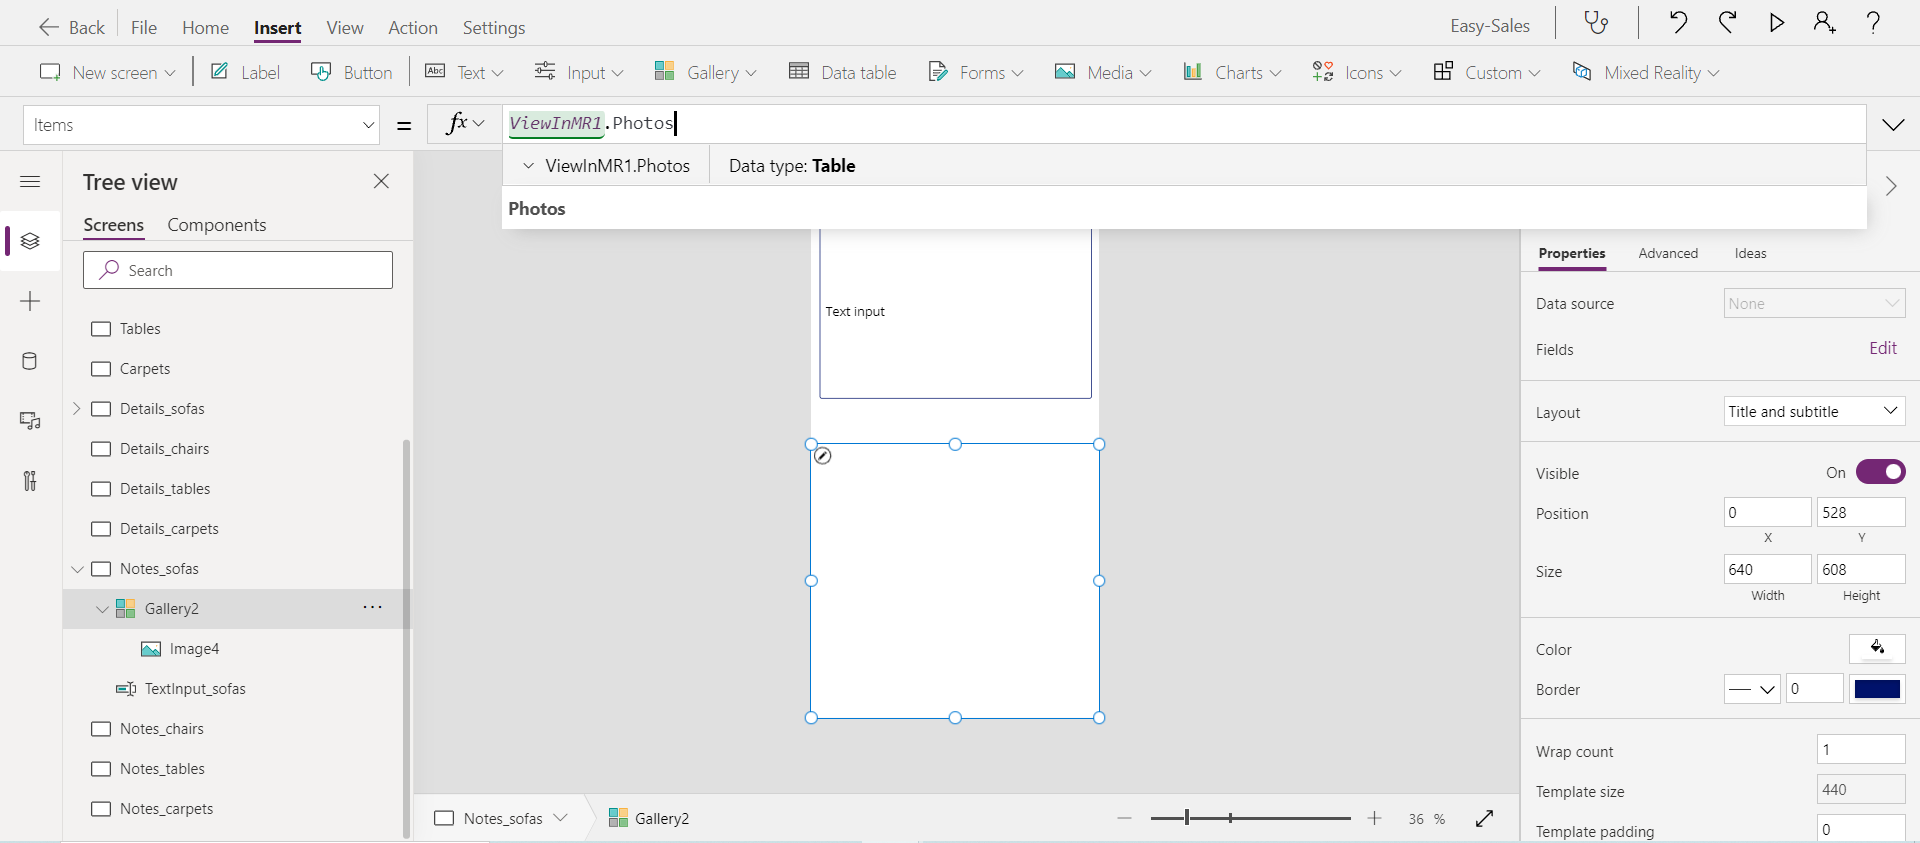 Back File Home Insert View Action Settings Easy-Sales
New screen Label Button Abc Text Input Gallery Data table Forms Media Charts Icons Custom Mixed Reality
Items = fx ViewInMR1.Photos
ViewInMR1.Photos Data type: Table
Photos
Tree view
Screens Components
Search
Tables
Carpets
Details_sofas
Details_chairs
Details_tables
Details_carpets
Notes_sofas
Gallery2 ...
Image4
TextInput_sofas
Notes_chairs
Notes_tables
Notes_carpets
Text input
Notes_sofas Gallery2 36 %
Properties Advanced Ideas
Data source None
Fields Edit
Layout Title and subtitle
Visible On
Position 0 528
X Y
Size 640 608
Width Height
Color
Border 0
Wrap count 1
Template size 440
Template padding 0